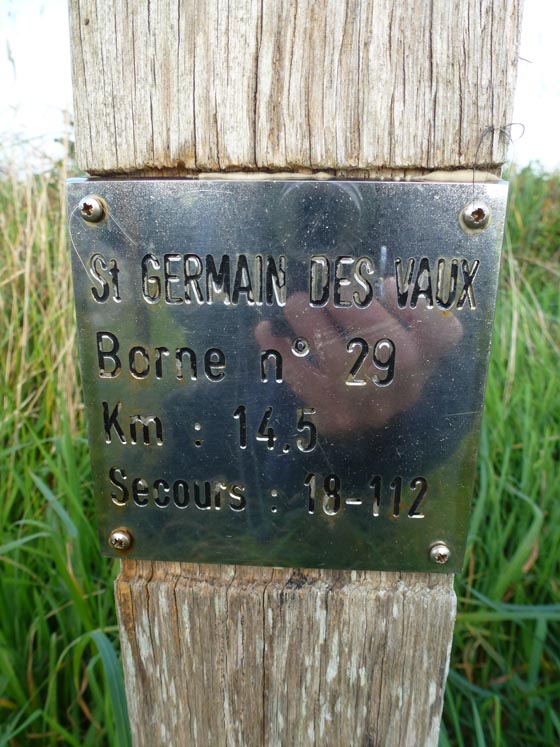 St GERMAIN DES VAUX
Borne n° 29
Km : 14.5
Secours : 18-112